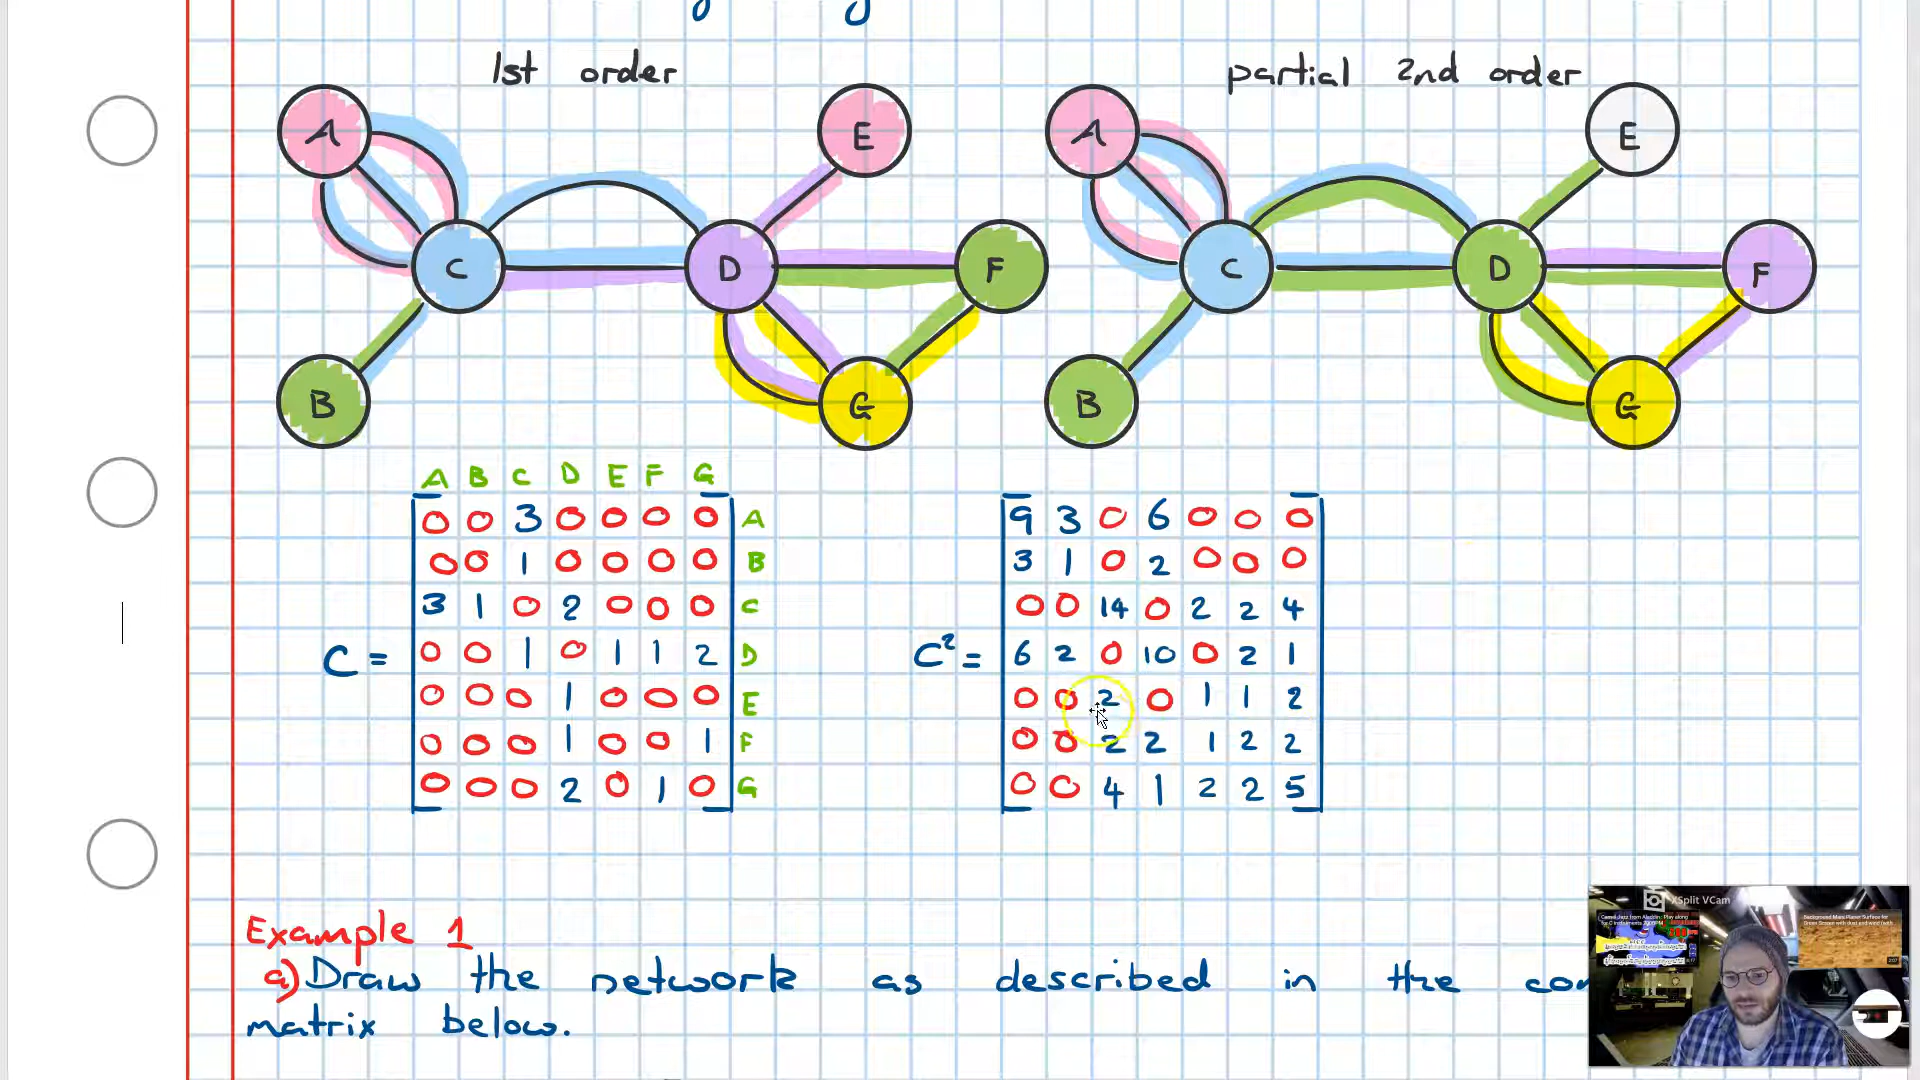 1st order
partial 2nd order
A E A E
C D F C D F
B G B G
A B C D E F G
0 0 3 0 0 0 0 A
0 0 1 0 0 0 0 B
3 1 0 2 0 0 0 C
C = 0 0 1 0 1 1 2 D
0 0 0 1 0 0 0 E
0 0 0 1 0 0 1 F
0 0 0 2 0 1 0 G
9 3 0 6 0 0 0
3 1 0 2 0 0 0
0 0 14 0 2 2 4
C² = 6 2 0 10 0 2 1
0 0 2 0 1 1 2
0 0 2 2 1 2 2
0 0 4 1 2 2 5
Example 1
a) Draw the network as described in the con
matrix below.
XSplit VCam